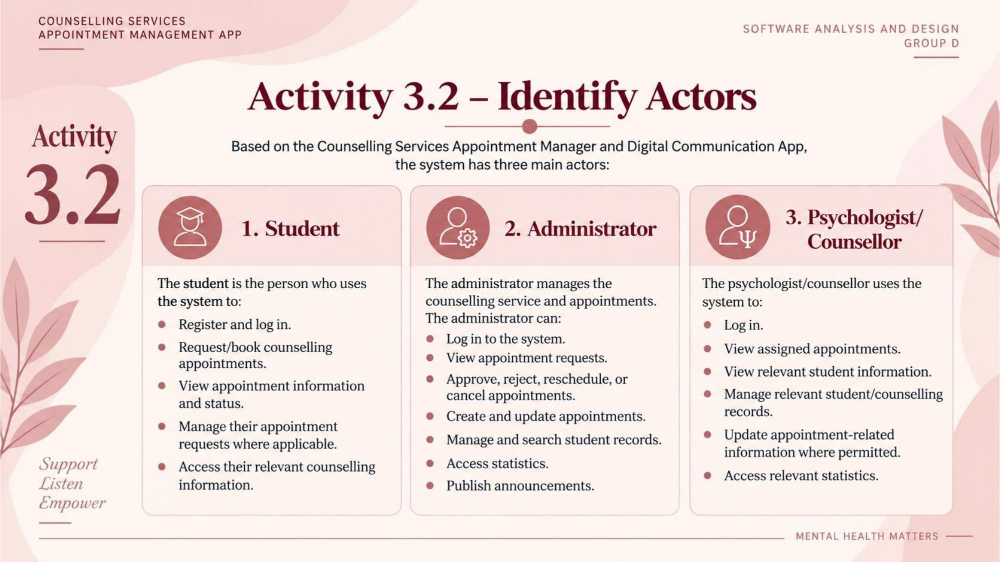 COUNSELLING SERVICES
APPOINTMENT MANAGEMENT APP
SOFTWARE ANALYSIS AND DESIGN
GROUP D
Activity 3.2 – Identify Actors
Activity
3.2
Based on the Counselling Services Appointment Manager and Digital Communication App,
the system has three main actors:
1. Student
The student is the person who uses
the system to:
Register and log in.
Request/book counselling
appointments.
View appointment information
and status.
Manage their appointment
requests where applicable.
Access their relevant counselling
information.
2. Administrator
The administrator manages the
counselling service and appointments.
The administrator can:
Log in to the system.
View appointment requests.
Approve, reject, reschedule, or
cancel appointments.
Create and update appointments.
Manage and search student records.
Access statistics.
Publish announcements.
3. Psychologist/
Counsellor
Ψ
The psychologist/counsellor uses the
system to:
Log in.
View assigned appointments.
View relevant student information.
Manage relevant student/counselling
records.
Update appointment-related
information where permitted.
Access relevant statistics.
Support
Listen
Empower
MENTAL HEALTH MATTERS